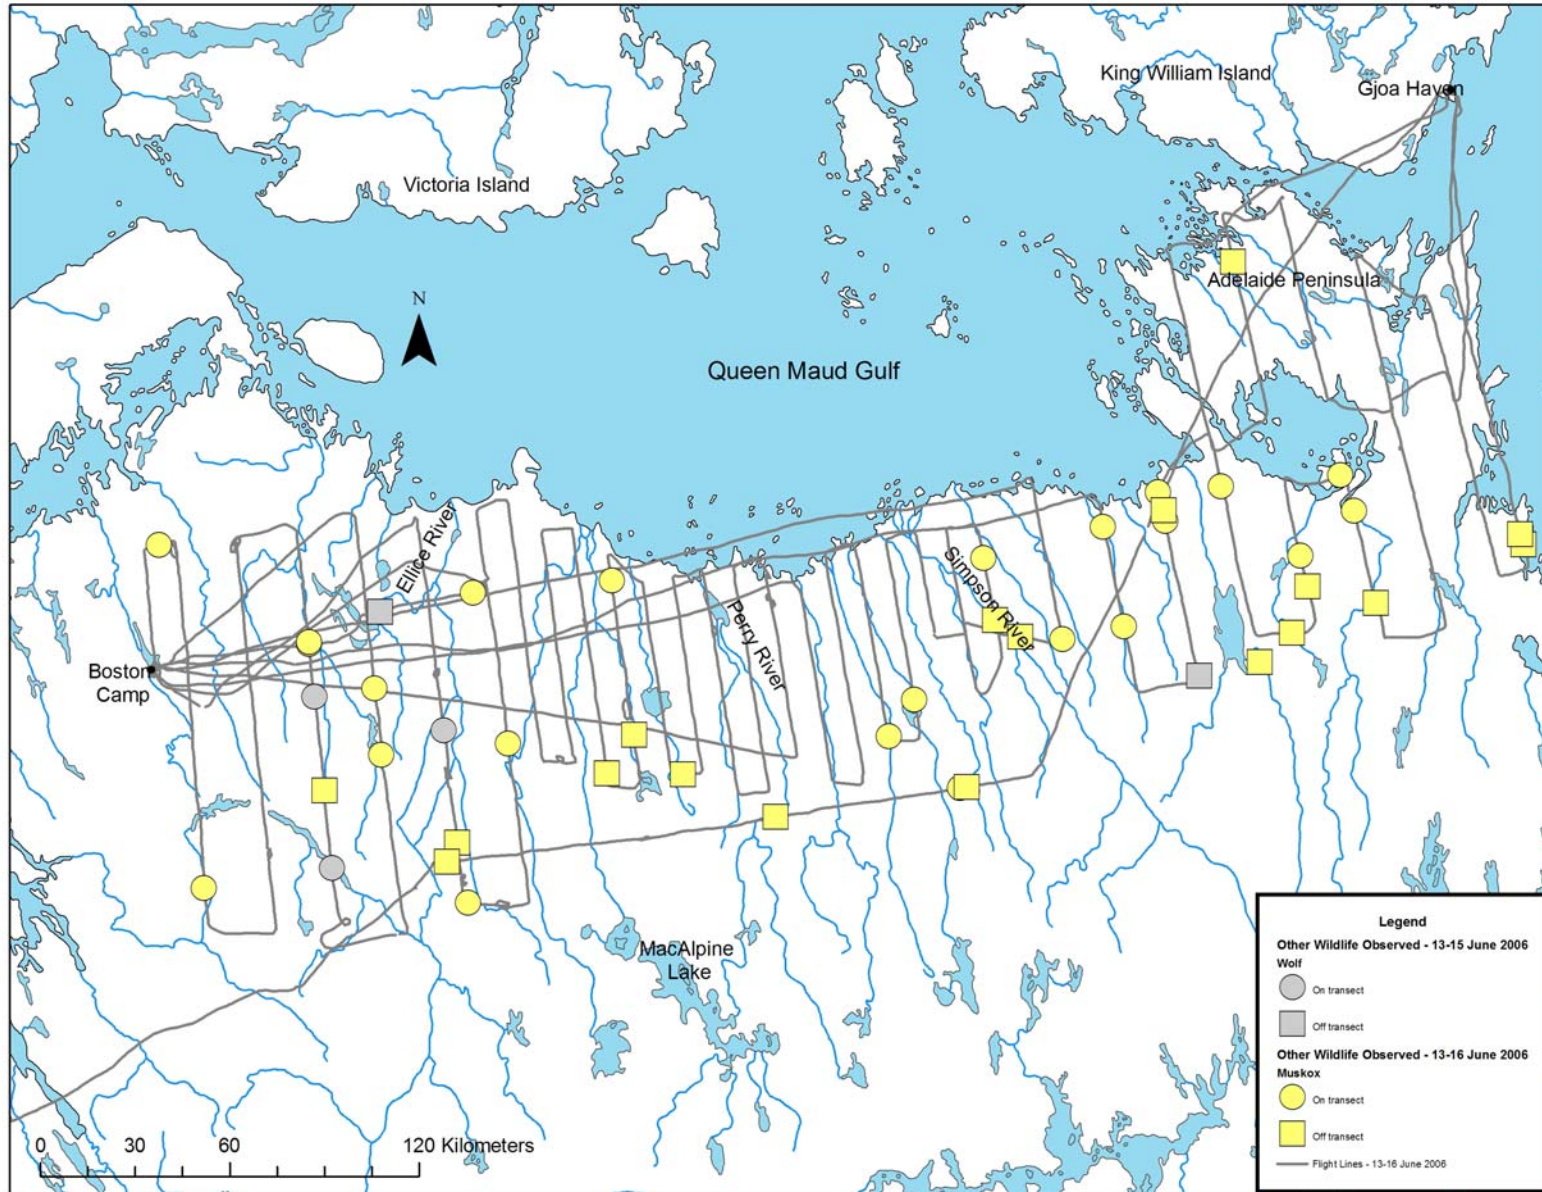 King William Island
Gjoa Haven
Victoria Island
Adelaide Peninsula
N
Queen Maud Gulf
Ellice River
Simpson River
Perry River
Boston
Camp
MacAlpine
Lake
0 30 60 120 Kilometers
Legend
Other Wildlife Observed - 13-15 June 2006
Wolf
On transect
Off transect
Other Wildlife Observed - 13-16 June 2006
Muskox
On transect
Off transect
Flight Lines - 13-16 June 2006